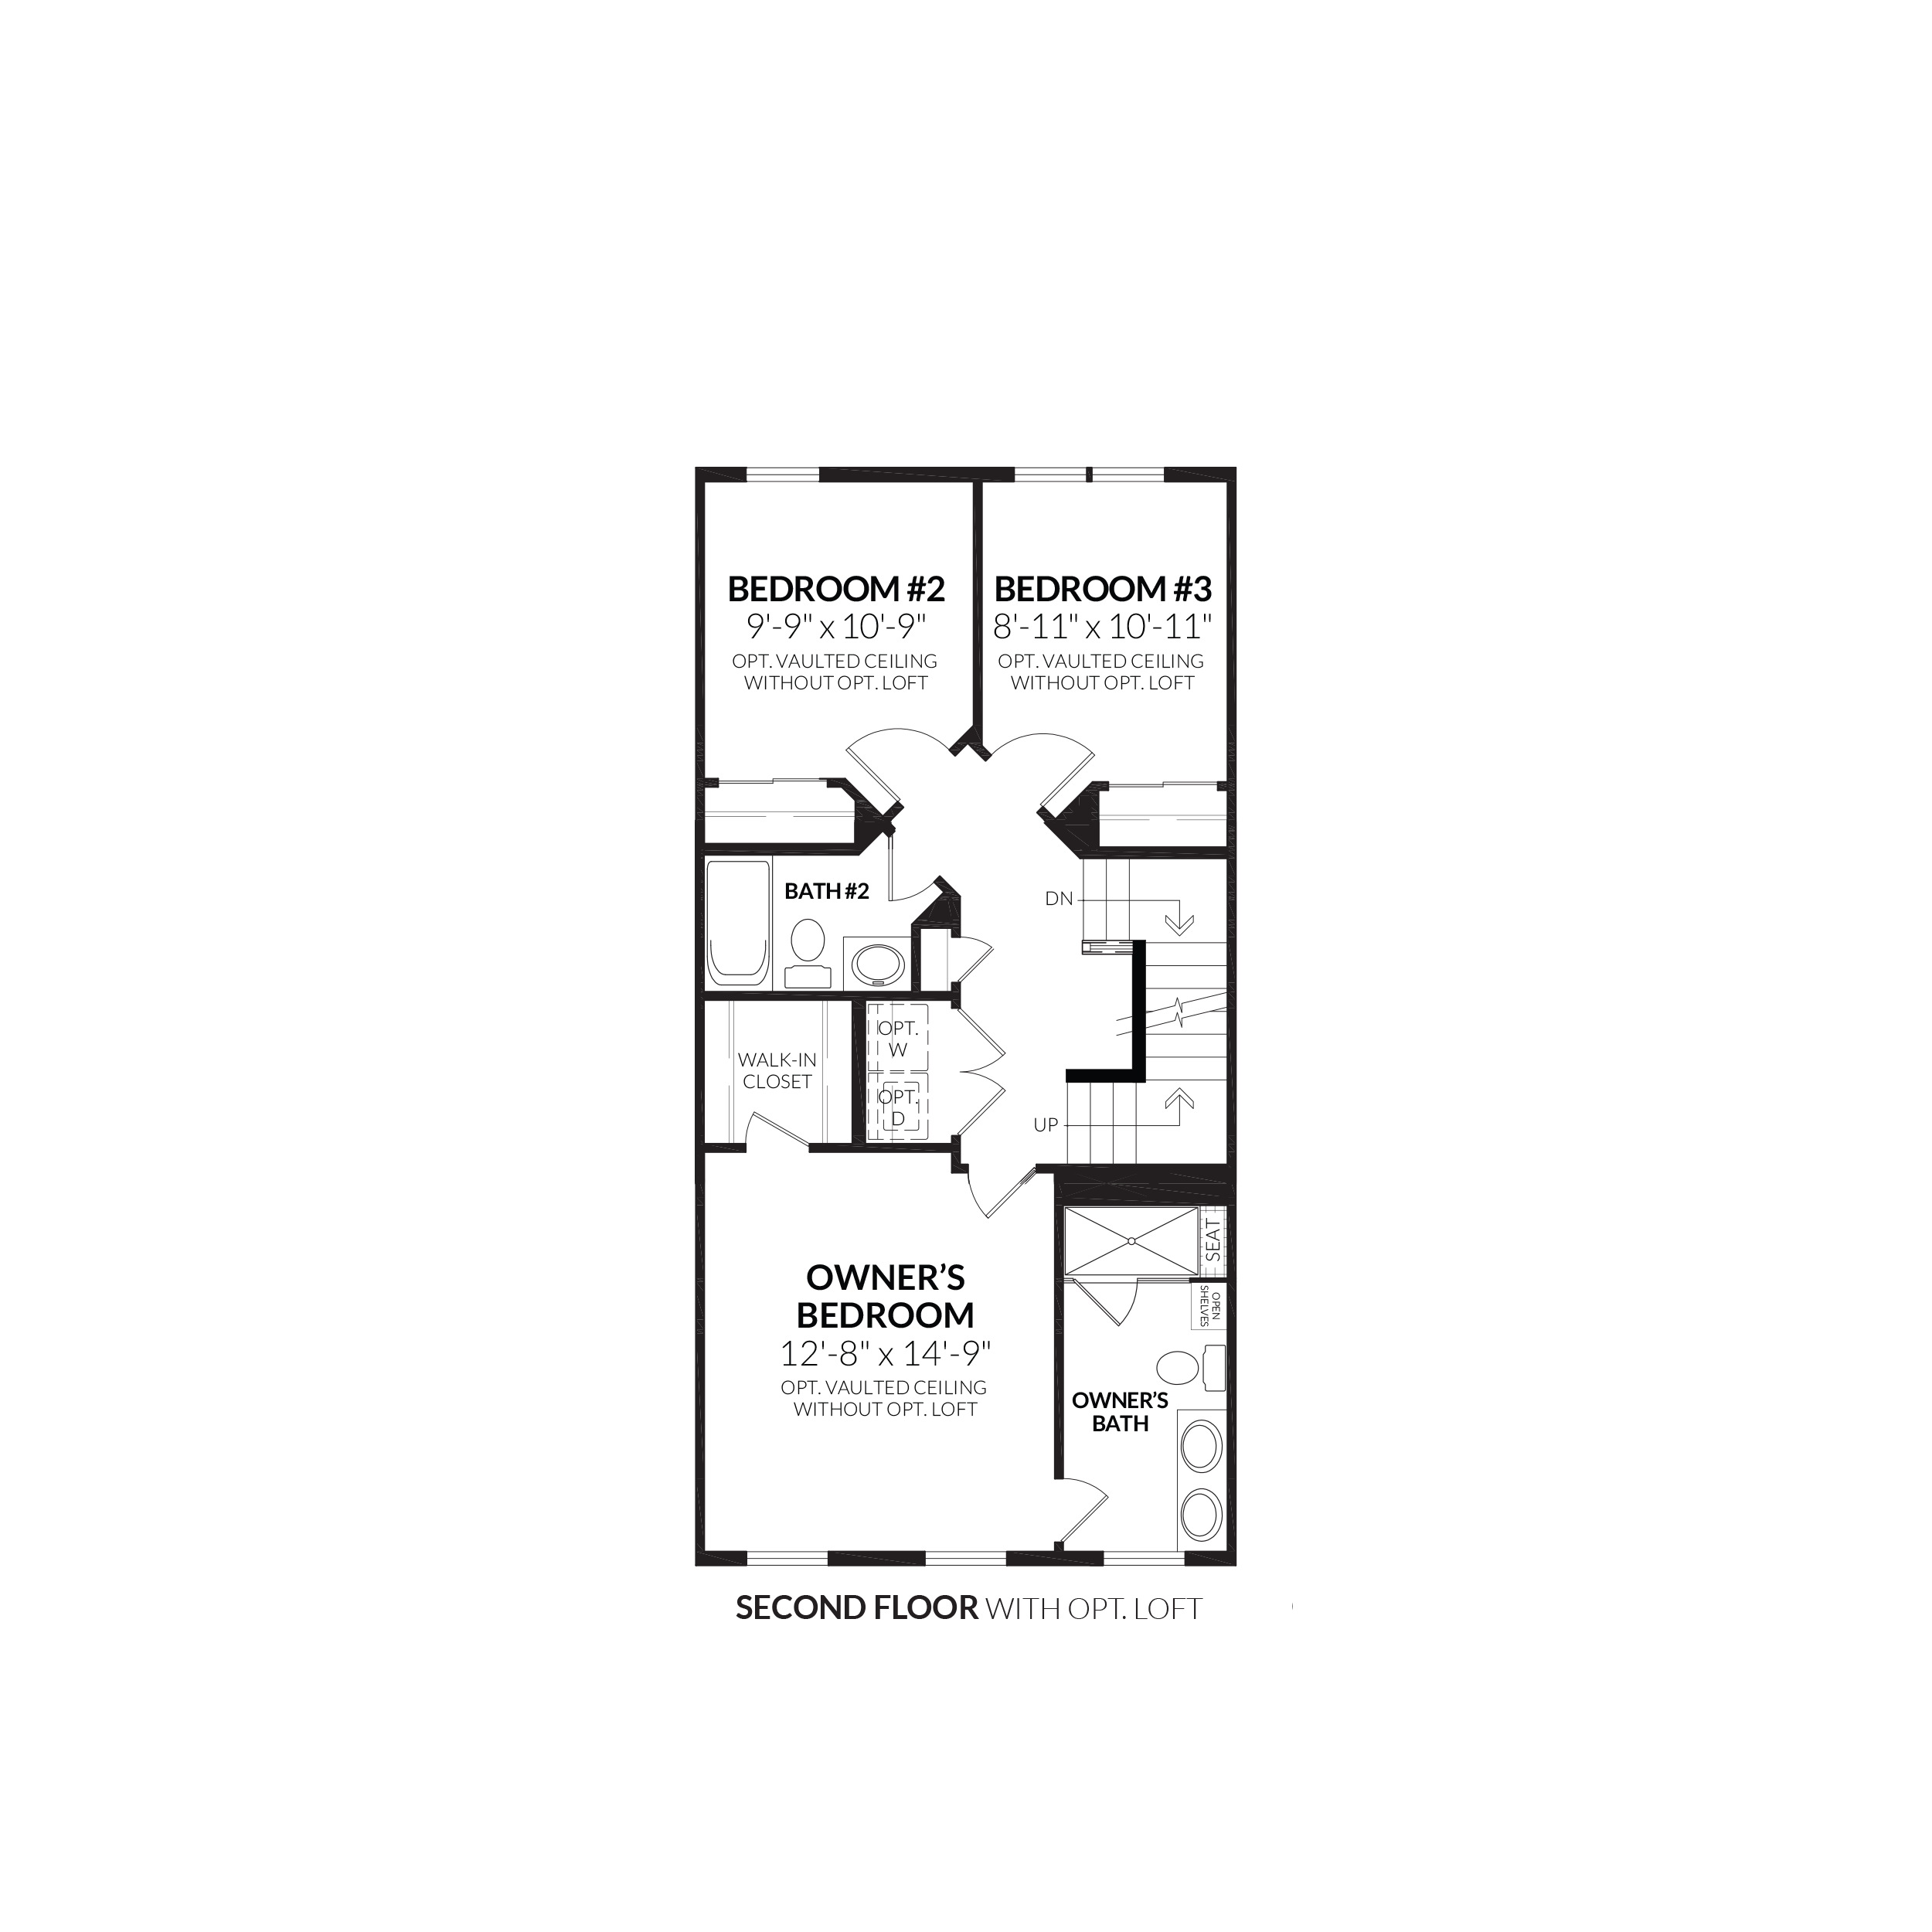 BEDROOM #2
9'-9" x 10'-9"
OPT. VAULTED CEILING
WITHOUT OPT. LOFT
BEDROOM #3
8'-11" x 10'-11"
OPT. VAULTED CEILING
WITHOUT OPT. LOFT
BATH #2
DN
OPT.
W
WALK-IN
CLOSET
OPT.
D
UP
SEAT
OPEN
SHELVES
OWNER’S
BEDROOM
12'-8" x 14'-9"
OPT. VAULTED CEILING
WITHOUT OPT. LOFT
OWNER’S
BATH
SECOND FLOOR WITH OPT. LOFT